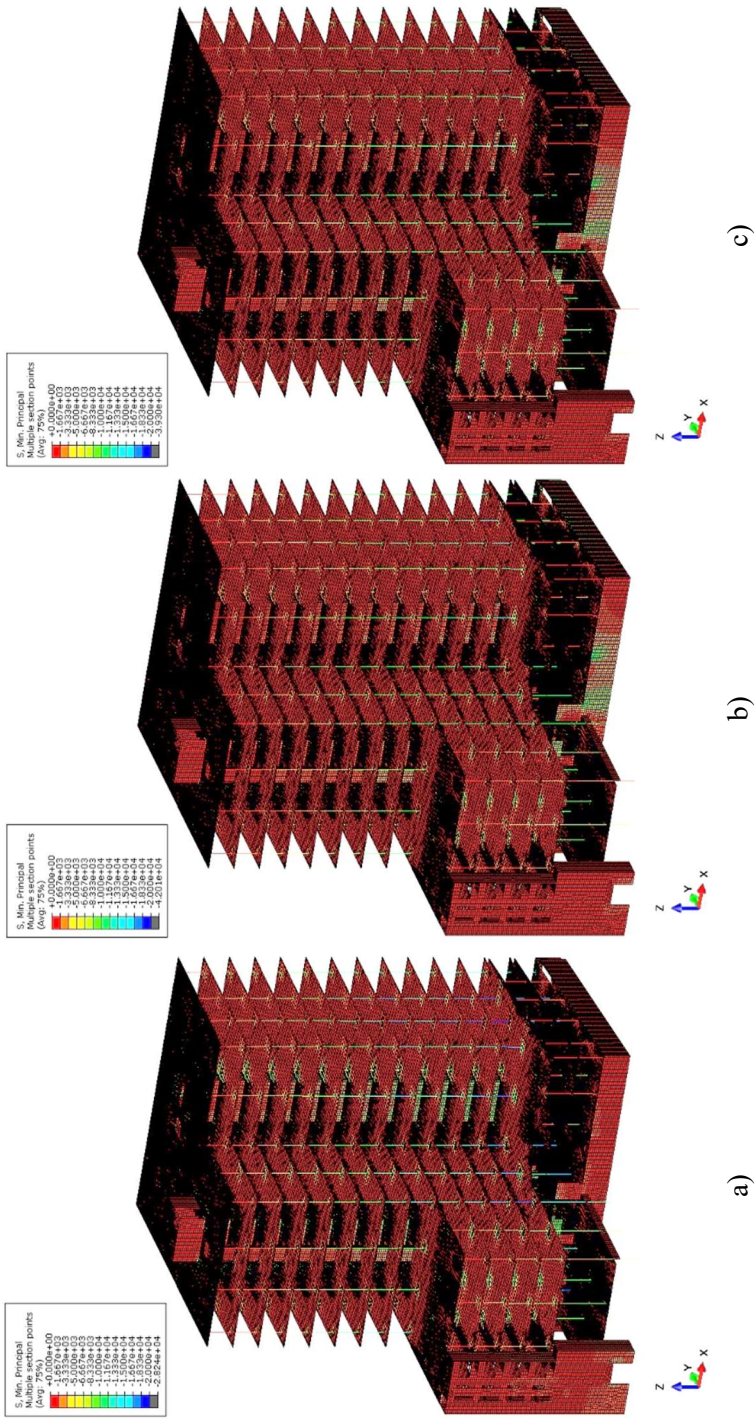 S, Min. Principal
Multiple section points
(Avg: 75%)
+0.000e+00
-1.667e+03
-3.333e+03
-5.000e+03
-6.667e+03
-8.333e+03
-1.000e+04
-1.167e+04
-1.333e+04
-1.500e+04
-1.667e+04
-1.833e+04
-2.000e+04
-2.824e+04
Z
Y
X
a)
S, Min. Principal
Multiple section points
(Avg: 75%)
+0.000e+00
-1.667e+03
-3.333e+03
-5.000e+03
-6.667e+03
-8.333e+03
-1.000e+04
-1.167e+04
-1.333e+04
-1.500e+04
-1.667e+04
-1.833e+04
-2.000e+04
-4.201e+04
Z
Y
X
b)
S, Min. Principal
Multiple section points
(Avg: 75%)
+0.000e+00
-1.667e+03
-3.333e+03
-5.000e+03
-6.667e+03
-8.333e+03
-1.000e+04
-1.167e+04
-1.333e+04
-1.500e+04
-1.667e+04
-1.833e+04
-2.000e+04
-3.930e+04
Z
Y
X
c)